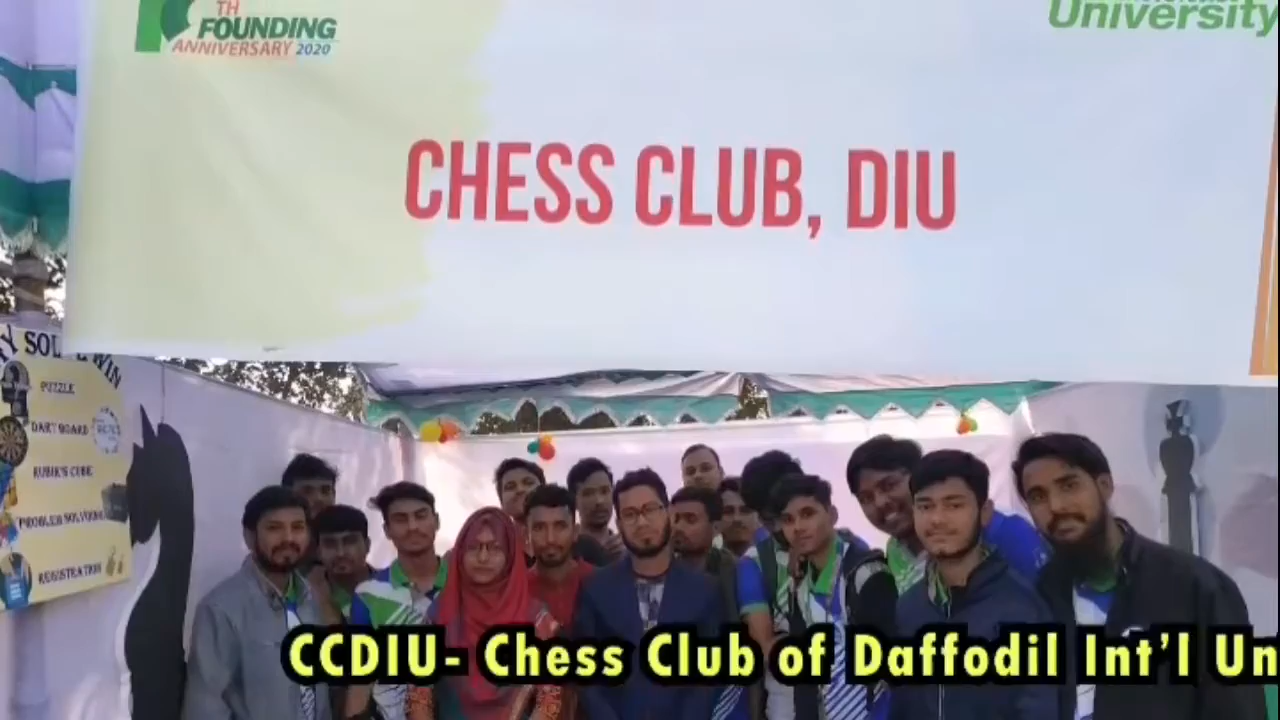 TH
FOUNDING
ANNIVERSARY 2020
University
CHESS CLUB, DIU
WIN
PUZZLE
DART BOARD
RUBIK'S CUBE
PROBLEM SOLVING
REGISTRATION
CCDIU- Chess Club of Daffodil Int'l Un